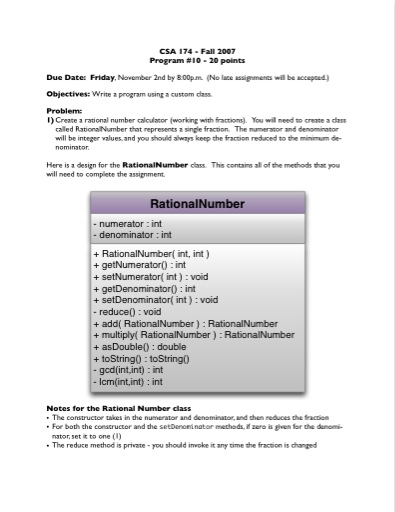 CSA 174 - Fall 2007
Program #10 - 20 points
Due Date: Friday, November 2nd by 8:00p.m. (No late assignments will be accepted.)
Objectives: Write a program using a custom class.
Problem:
1) Create a rational number calculator (working with fractions). You will need to create a class
called RationalNumber that represents a single fraction. The numerator and denominator
will be integer values, and you should always keep the fraction reduced to the minimum de-
nominator.
Here is a design for the RationalNumber class. This contains all of the methods that you
will need to complete the assignment.
RationalNumber
- numerator : int
- denominator : int
+ RationalNumber( int, int )
+ getNumerator() : int
+ setNumerator( int ) : void
+ getDenominator() : int
+ setDenominator( int ) : void
- reduce() : void
+ add( RationalNumber ) : RationalNumber
+ multiply( RationalNumber ) : RationalNumber
+ asDouble() : double
+ toString() : toString()
- gcd(int,int) : int
- lcm(int,int) : int
Notes for the Rational Number class
• The constructor takes in the numerator and denominator, and then reduces the fraction
• For both the constructor and the setDenominator methods, if zero is given for the denomi-
nator, set it to one (1)
• The reduce method is private - you should invoke it any time the fraction is changed